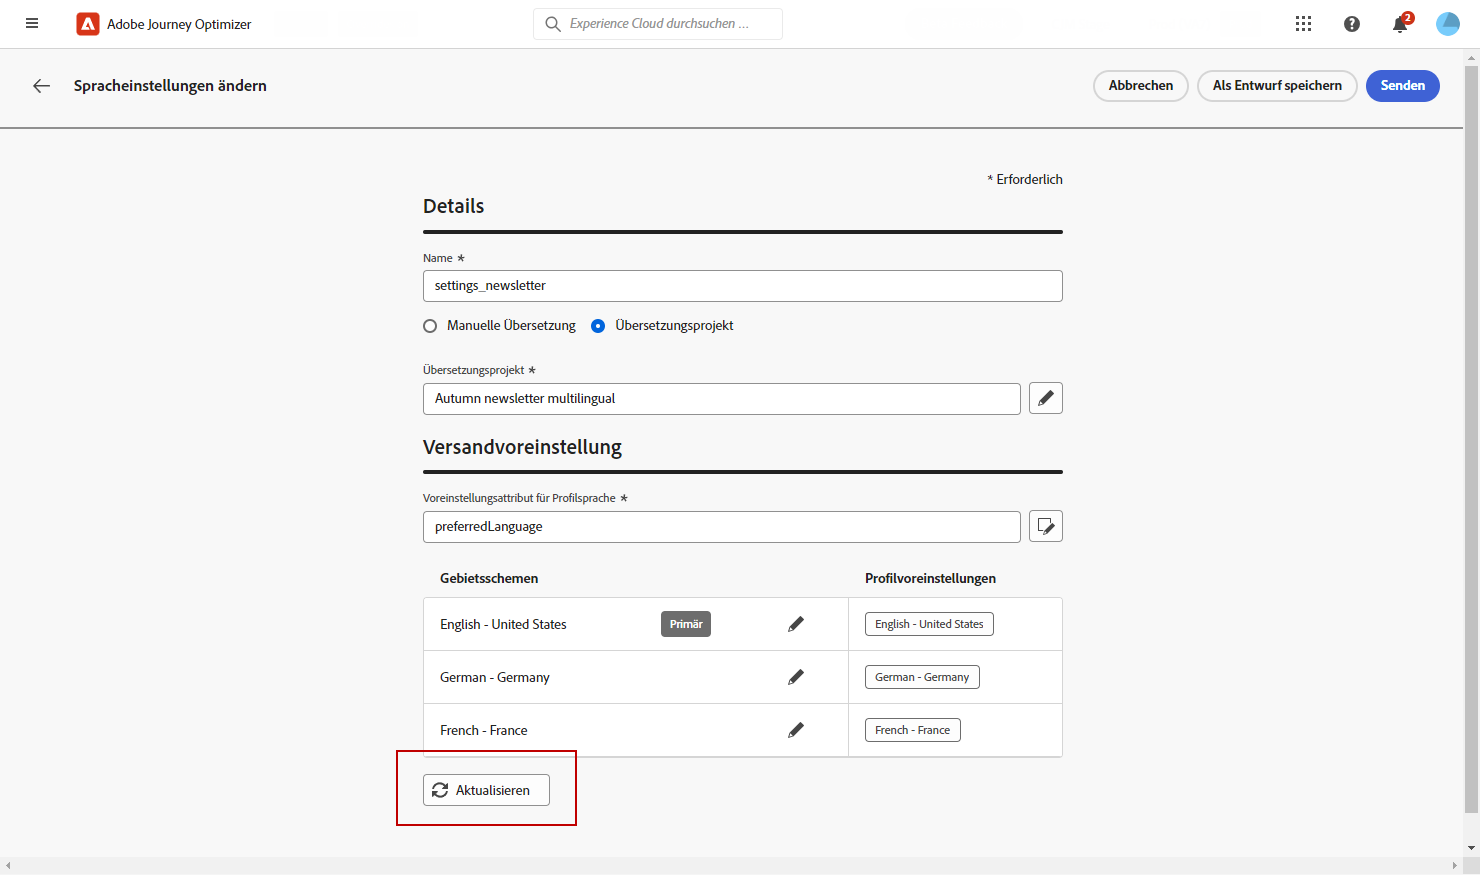 Adobe Journey Optimizer
Experience Cloud durchsuchen ...
2
Spracheinstellungen ändern
Abbrechen
Als Entwurf speichern
Senden
* Erforderlich
Details
Name *
settings_newsletter
Manuelle Übersetzung Übersetzungsprojekt
Übersetzungsprojekt *
Autumn newsletter multilingual
Versandvoreinstellung
Voreinstellungsattribut für Profilsprache *
preferredLanguage
Gebietsschemen Profilvoreinstellungen
English - United States Primär English - United States
German - Germany German - Germany
French - France French - France
Aktualisieren